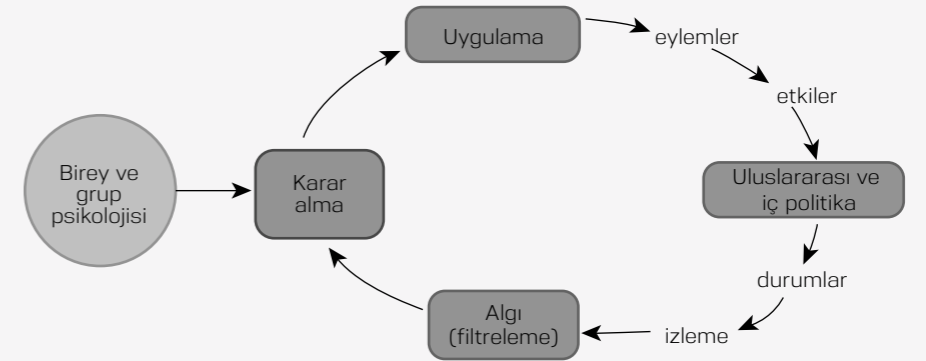 Uygulama
eylemler
etkiler
Birey ve
grup
psikolojisi
Karar
alma
Uluslararası ve
iç politika
durumlar
izleme
Algı
(filtreleme)